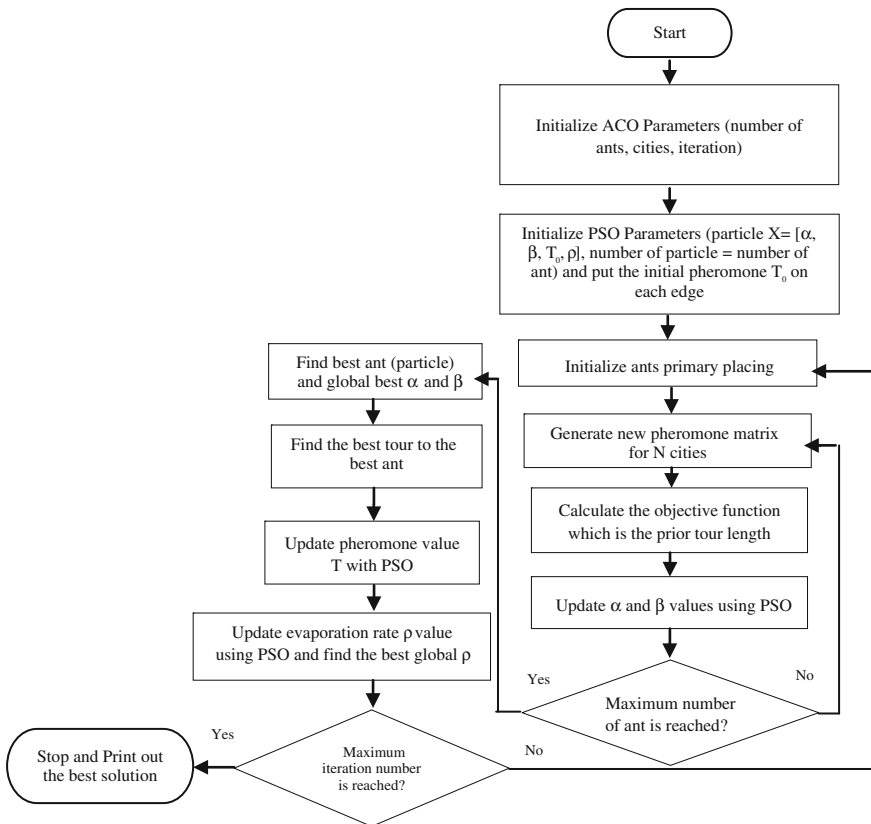 Start
Initialize ACO Parameters (number of
ants, cities, iteration)
Initialize PSO Parameters (particle X= [α,
β, T₀, ρ], number of particle = number of
ant) and put the initial pheromone T₀ on
each edge
Initialize ants primary placing
Generate new pheromone matrix
for N cities
Calculate the objective function
which is the prior tour length
Update α and β values using PSO
Maximum number
of ant is reached?
Yes
No
Find best ant (particle)
and global best α and β
Find the best tour to the
best ant
Update pheromone value
T with PSO
Update evaporation rate ρ value
using PSO and find the best global ρ
Maximum
iteration number
is reached?
Yes
No
Stop and Print out
the best solution